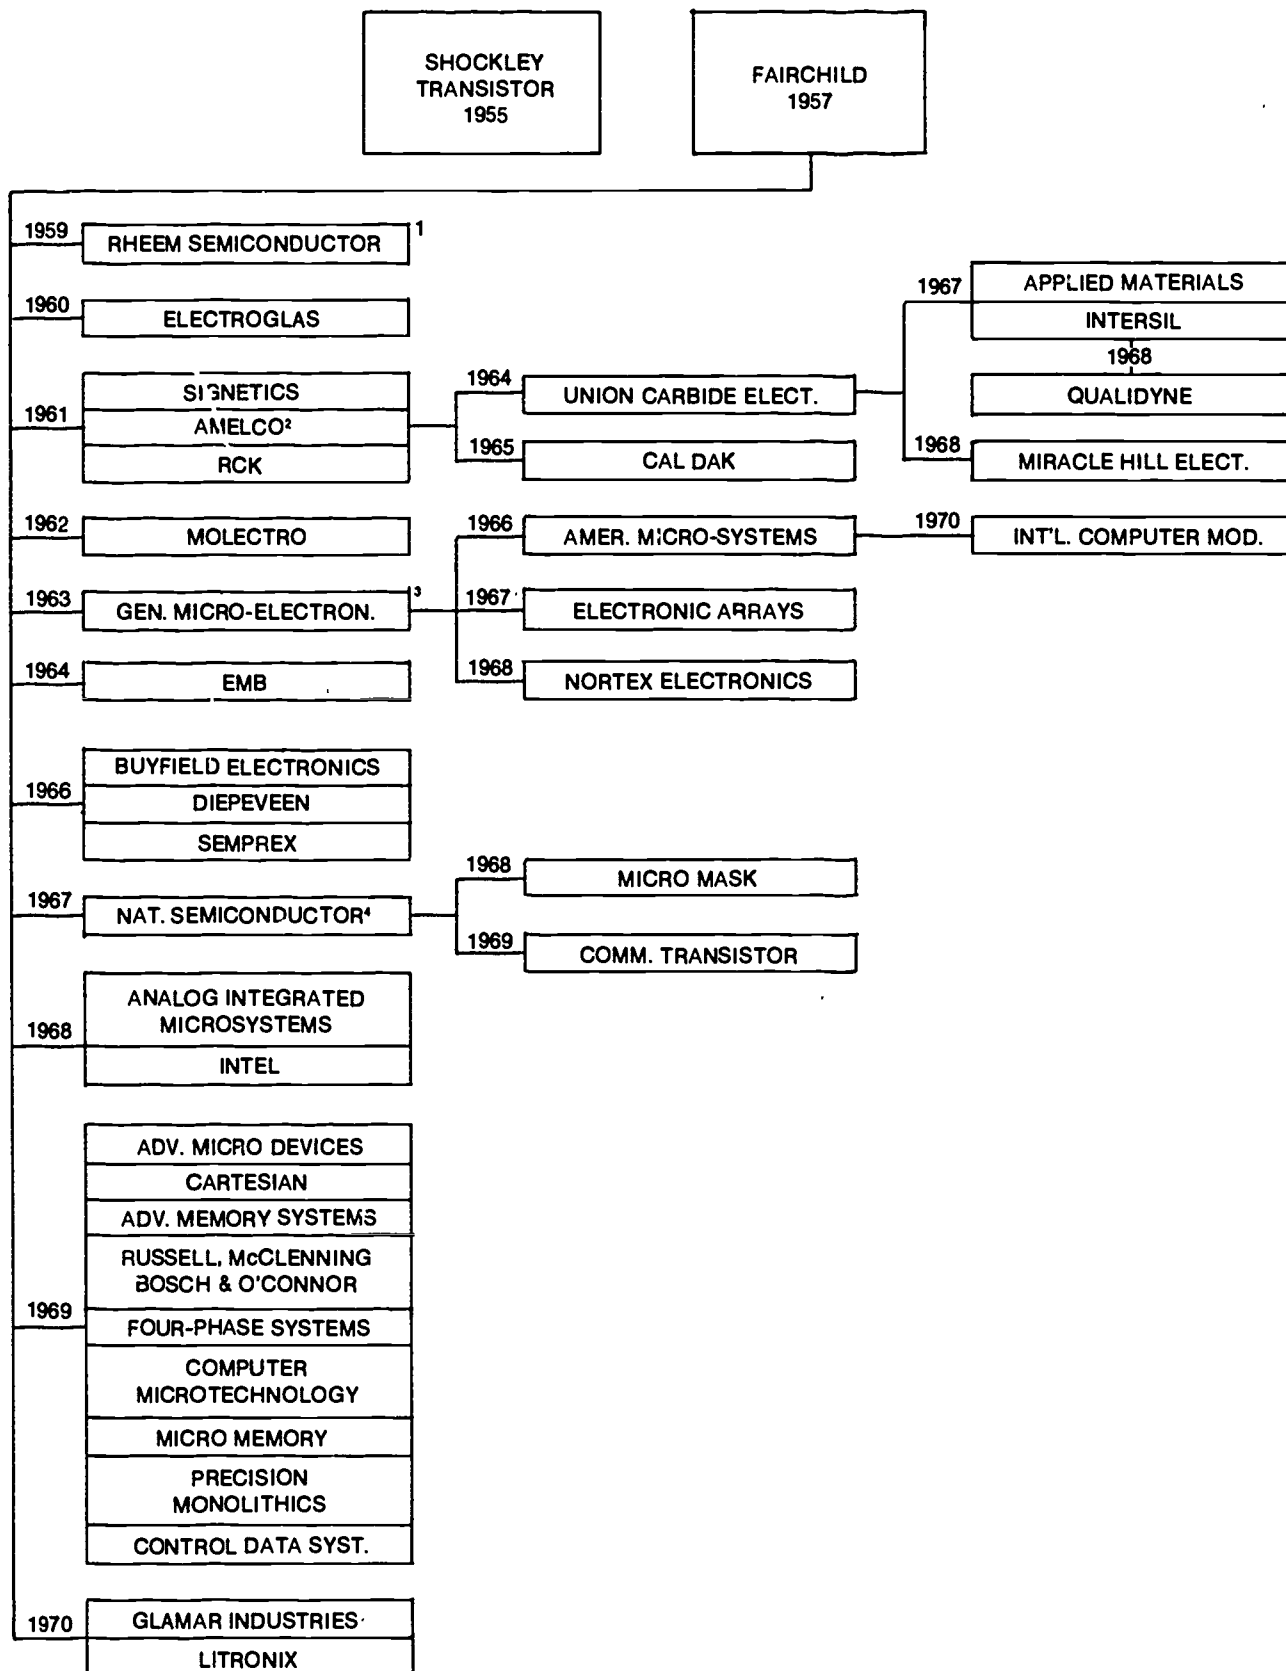 SHOCKLEY
TRANSISTOR
1955
FAIRCHILD
1957
1959
RHEEM SEMICONDUCTOR 1
1960
ELECTROGLAS
1961
SIGNETICS
AMELCO²
RCK
1964
UNION CARBIDE ELECT.
1965
CAL DAK
1967
APPLIED MATERIALS
INTERSIL
1968
QUALIDYNE
1968
MIRACLE HILL ELECT.
1962
MOLECTRO
1963
GEN. MICRO-ELECTRON. 3
1966
AMER. MICRO-SYSTEMS
1970
INT'L. COMPUTER MOD.
1967
ELECTRONIC ARRAYS
1968
NORTEX ELECTRONICS
1964
EMB
1966
BUYFIELD ELECTRONICS
DIEPEVEEN
SEMPREX
1967
NAT. SEMICONDUCTOR⁴
1968
MICRO MASK
1969
COMM. TRANSISTOR
1968
ANALOG INTEGRATED
MICROSYSTEMS
INTEL
1969
ADV. MICRO DEVICES
CARTESIAN
ADV. MEMORY SYSTEMS
RUSSELL, McCLENNING
BOSCH & O'CONNOR
FOUR-PHASE SYSTEMS
COMPUTER
MICROTECHNOLOGY
MICRO MEMORY
PRECISION
MONOLITHICS
CONTROL DATA SYST.
1970
GLAMAR INDUSTRIES
LITRONIX